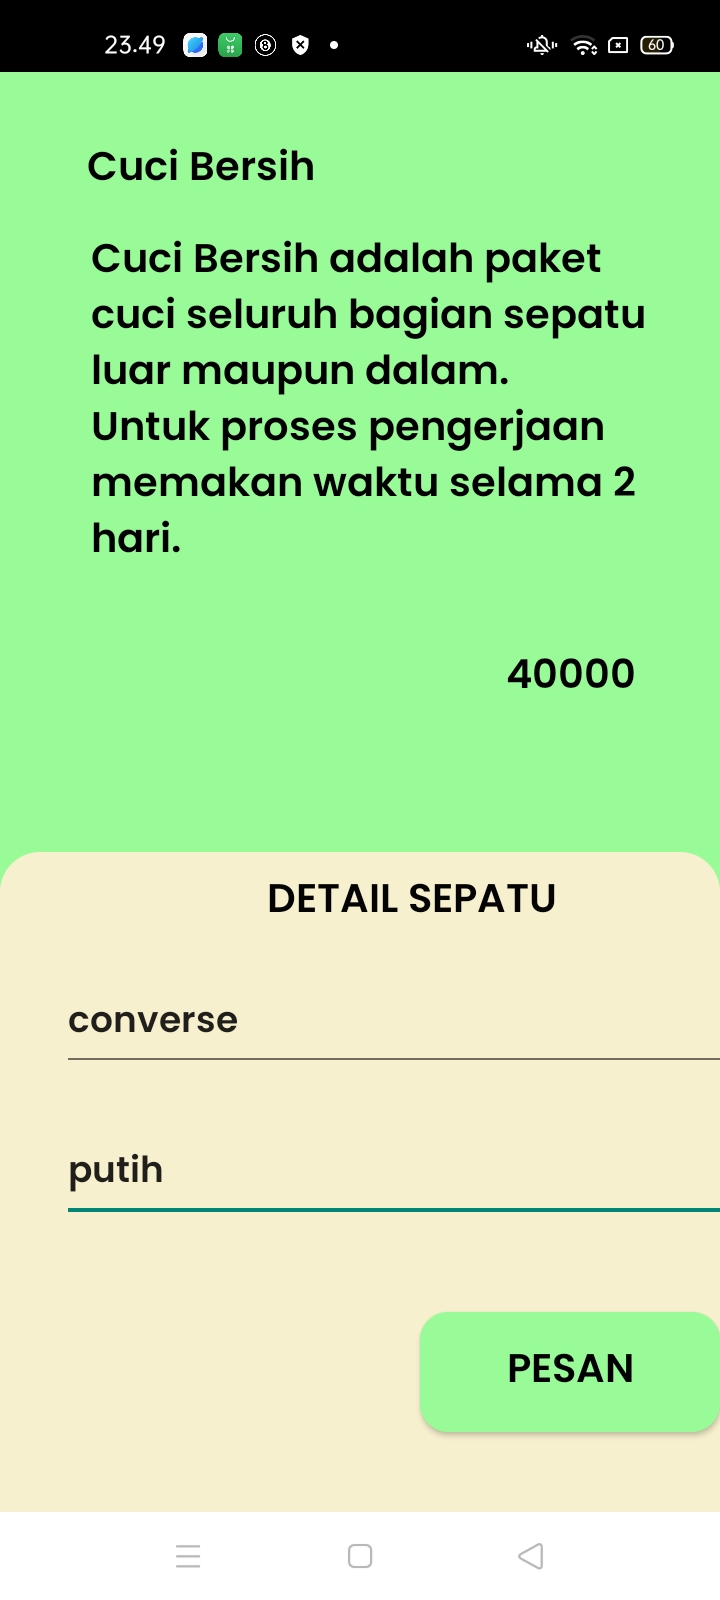 23.49
60
Cuci Bersih
Cuci Bersih adalah paket
cuci seluruh bagian sepatu
luar maupun dalam.
Untuk proses pengerjaan
memakan waktu selama 2
hari.
40000
DETAIL SEPATU
converse
putih
PESAN